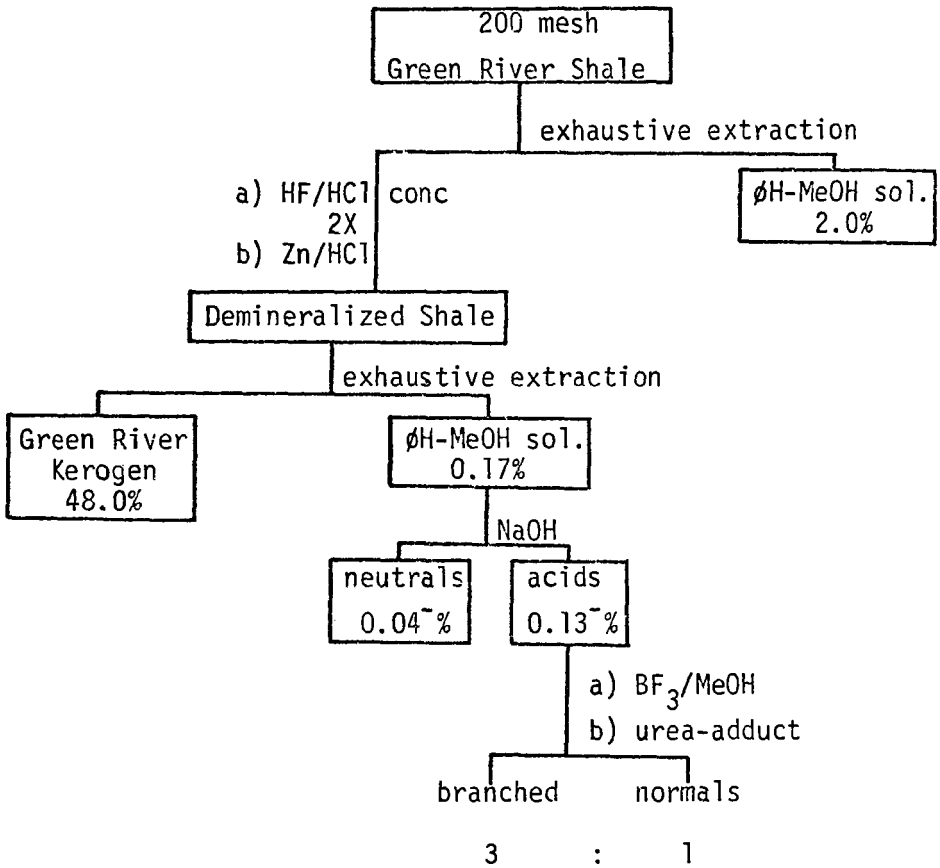 200 mesh
Green River Shale
exhaustive extraction
a) HF/HCl conc
2X
b) Zn/HCl
øH-MeOH sol.
2.0%
Demineralized Shale
exhaustive extraction
Green River
Kerogen
48.0%
øH-MeOH sol.
0.17%
NaOH
neutrals
0.04⁻%
acids
0.13⁻%
a) BF₃/MeOH
b) urea-adduct
branched normals
3 : 1